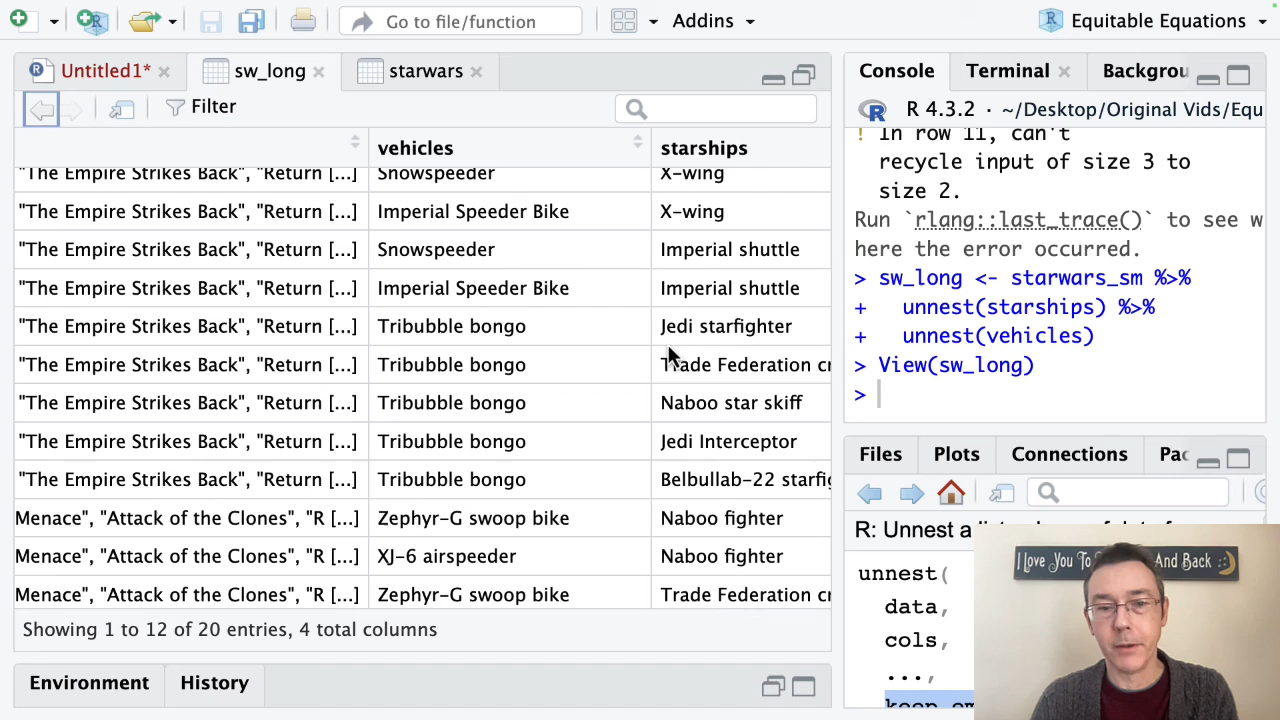 Go to file/function
Addins
Equitable Equations
Untitled1*
sw_long
starwars
Filter
vehicles
starships
"The Empire Strikes Back", "Return [...]
Snowspeeder
X-wing
"The Empire Strikes Back", "Return [...]
Imperial Speeder Bike
X-wing
"The Empire Strikes Back", "Return [...]
Snowspeeder
Imperial shuttle
"The Empire Strikes Back", "Return [...]
Imperial Speeder Bike
Imperial shuttle
"The Empire Strikes Back", "Return [...]
Tribubble bongo
Jedi starfighter
"The Empire Strikes Back", "Return [...]
Tribubble bongo
Trade Federation cr
"The Empire Strikes Back", "Return [...]
Tribubble bongo
Naboo star skiff
"The Empire Strikes Back", "Return [...]
Tribubble bongo
Jedi Interceptor
"The Empire Strikes Back", "Return [...]
Tribubble bongo
Belbullab-22 starfig
Menace", "Attack of the Clones", "R [...]
Zephyr-G swoop bike
Naboo fighter
Menace", "Attack of the Clones", "R [...]
XJ-6 airspeeder
Naboo fighter
Menace", "Attack of the Clones", "R [...]
Zephyr-G swoop bike
Trade Federation cr
Showing 1 to 12 of 20 entries, 4 total columns
Environment
History
Console
Terminal
Backgrou
R 4.3.2 · ~/Desktop/Original Vids/Equ
! In row 11, can't
recycle input of size 3 to
size 2.
Run `rlang::last_trace()` to see w
here the error occurred.
> sw_long <- starwars_sm %>%
+ unnest(starships) %>%
+ unnest(vehicles)
> View(sw_long)
>
Files
Plots
Connections
Pac
R: Unnest a
unnest(
data,
cols,
...,
I Love You To
And Back